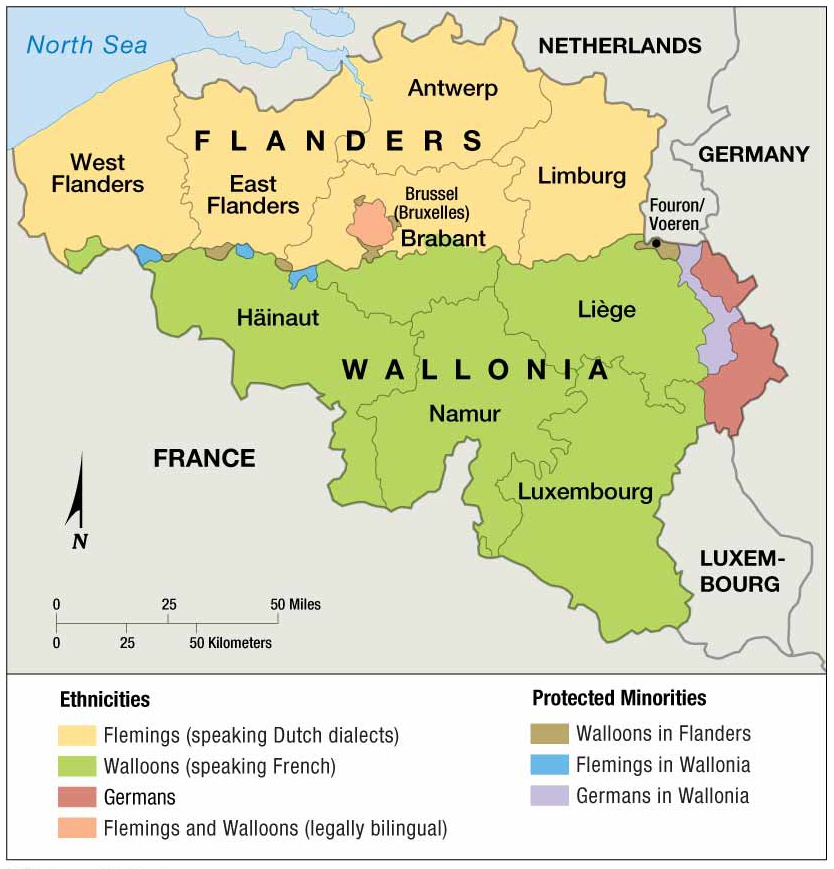 North Sea
NETHERLANDS
Antwerp
FLANDERS
GERMANY
West
Flanders
East
Flanders
Limburg
Brussel
(Bruxelles)
Brabant
Fouron/
Voeren
Häinaut
Liège
WALLONIA
Namur
FRANCE
Luxembourg
N
LUXEM-
BOURG
0 25 50 Miles
0 25 50 Kilometers
Ethnicities
Flemings (speaking Dutch dialects)
Walloons (speaking French)
Germans
Flemings and Walloons (legally bilingual)
Protected Minorities
Walloons in Flanders
Flemings in Wallonia
Germans in Wallonia